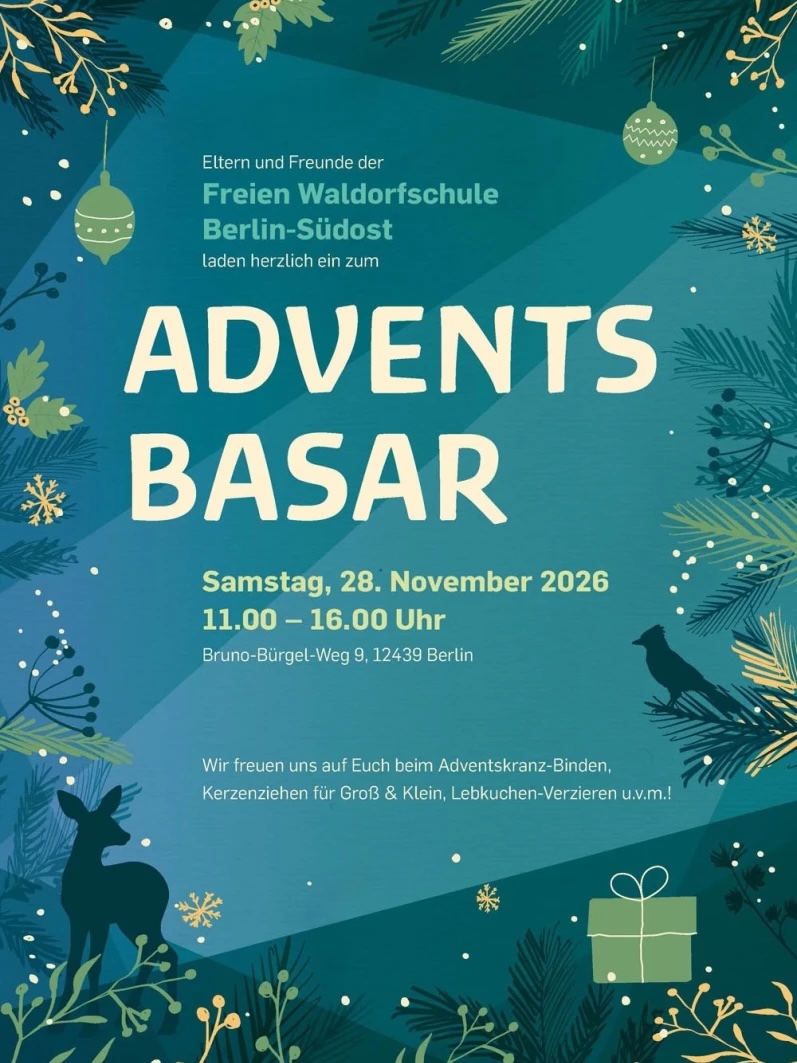 Eltern und Freunde der
Freien Waldorfschule
Berlin-Südost
laden herzlich ein zum
ADVENTS
BASAR
Samstag, 28. November 2026
11.00 – 16.00 Uhr
Bruno-Bürgel-Weg 9, 12439 Berlin
Wir freuen uns auf Euch beim Adventskranz-Binden,
Kerzenziehen für Groß & Klein, Lebkuchen-Verzieren u.v.m.!